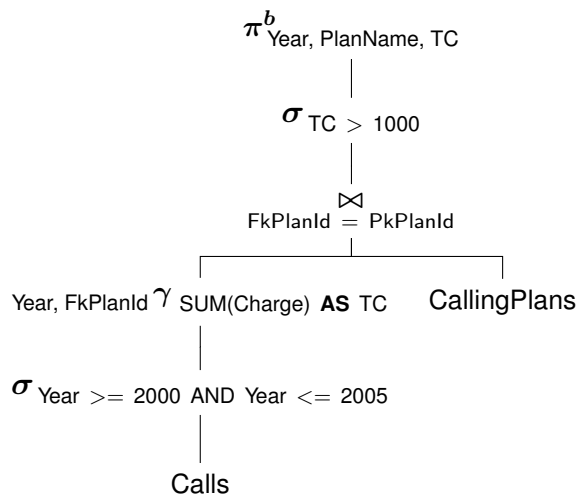 π^b Year, PlanName, TC
σ TC > 1000
⋈
FkPlanId = PkPlanId
Year, FkPlanId γ SUM(Charge) AS TC
CallingPlans
σ Year >= 2000 AND Year <= 2005
Calls